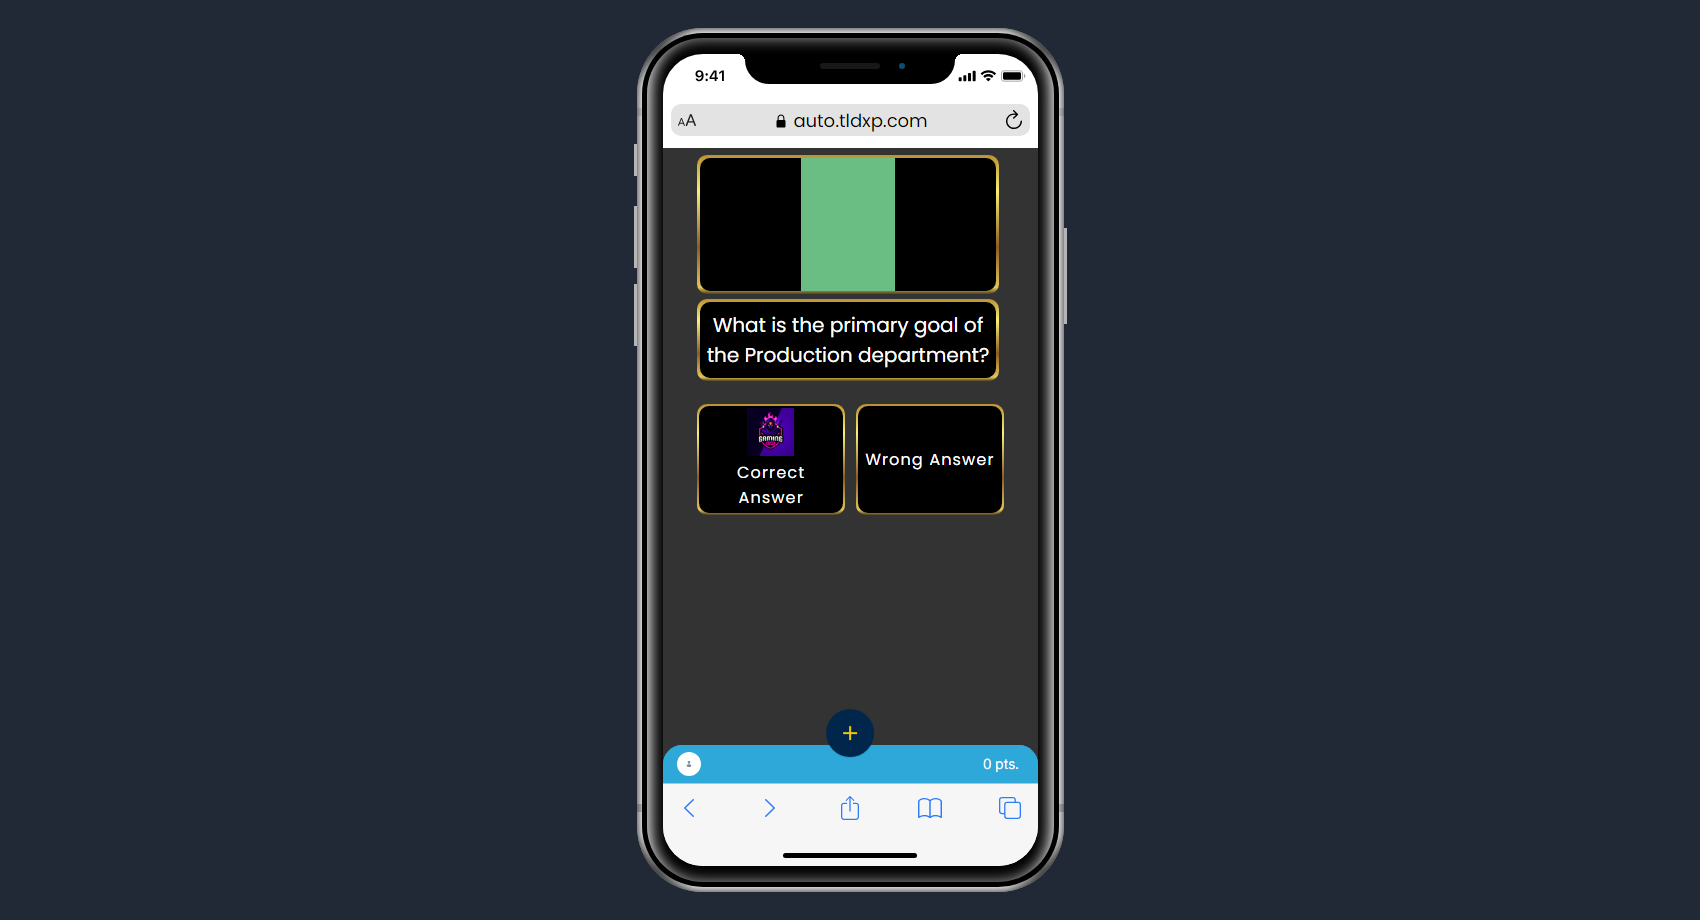 9:41
AA
auto.tldxp.com
What is the primary goal of
the Production department?
GAMING
Correct
Answer
Wrong Answer
0 pts.